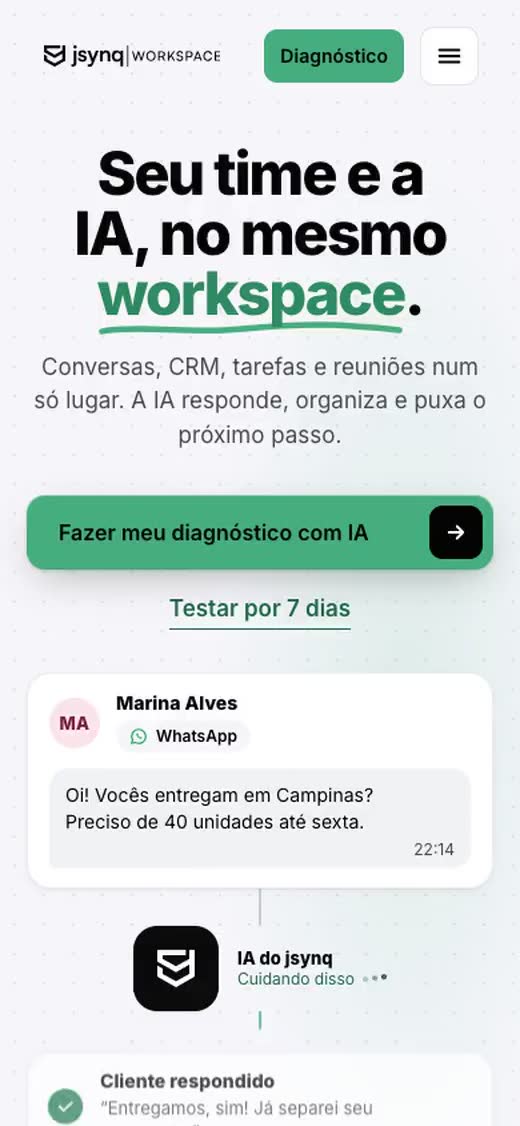 jsynq|WORKSPACE
Diagnóstico
Seu time e a
IA, no mesmo
workspace.
Conversas, CRM, tarefas e reuniões num
só lugar. A IA responde, organiza e puxa o
próximo passo.
Fazer meu diagnóstico com IA
Testar por 7 dias
MA
Marina Alves
WhatsApp
Oi! Vocês entregam em Campinas?
Preciso de 40 unidades até sexta.
22:14
IA do jsynq
Cuidando disso
Cliente respondido
“Entregamos, sim! Já separei seu